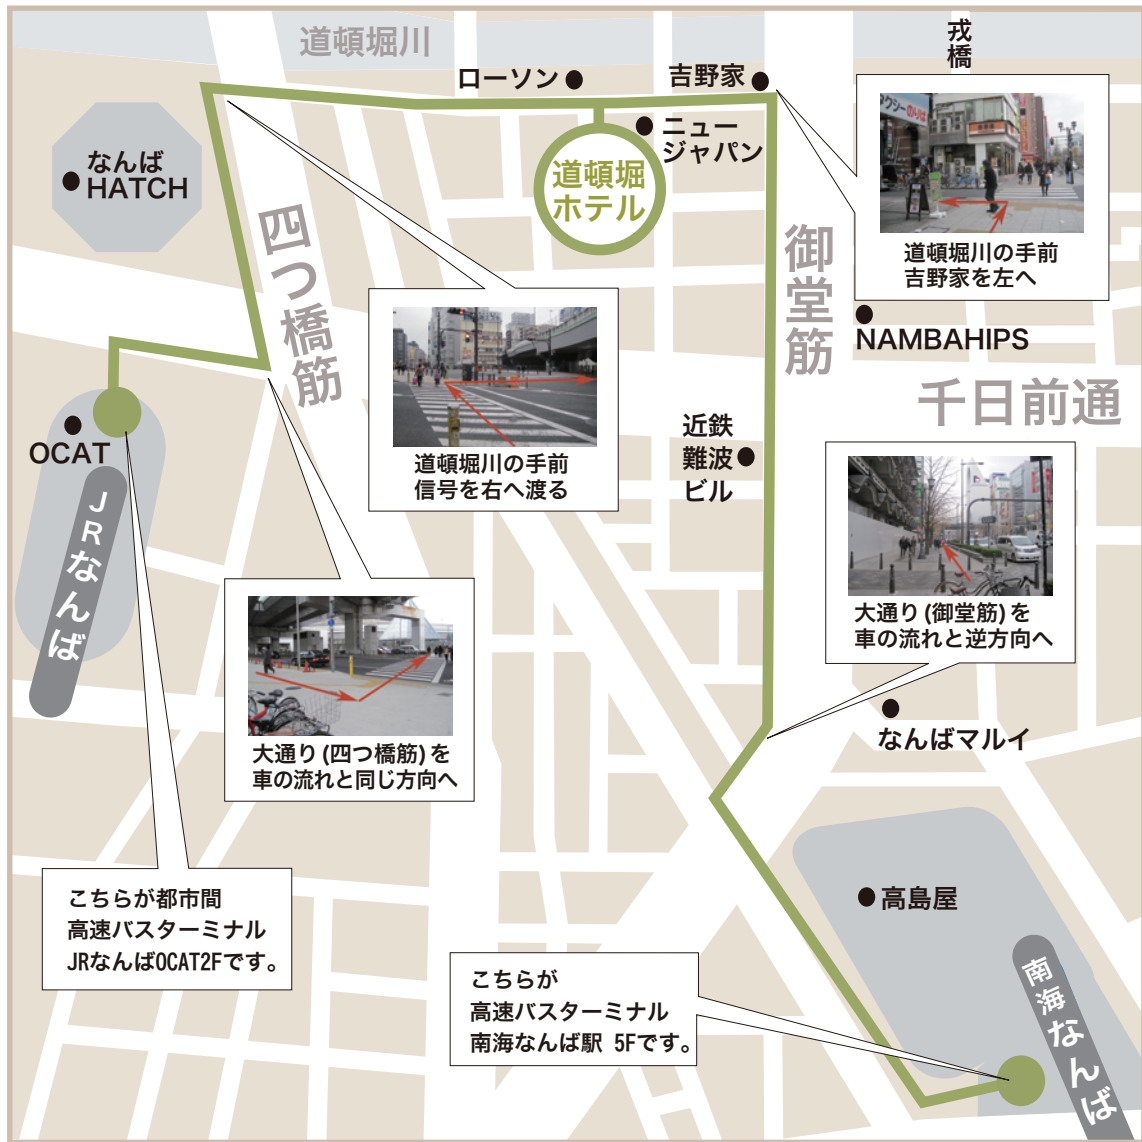 道頓堀川
戎橋
ローソン
吉野家
ニュー
ジャパン
なんば
HATCH
道頓堀
ホテル
タクシーのりば
道頓堀川の手前
吉野家を左へ
四つ橋筋
御堂筋
NAMBAHIPS
千日前通
道頓堀川の手前
信号を右へ渡る
近鉄
難波
ビル
OCAT
JRなんば
大通り(御堂筋)を
車の流れと逆方向へ
大通り(四つ橋筋)を
車の流れと同じ方向へ
なんばマルイ
こちらが都市間
高速バスターミナル
JRなんばOCAT2Fです。
高島屋
こちらが
高速バスターミナル
南海なんば駅 5Fです。
南海なんば